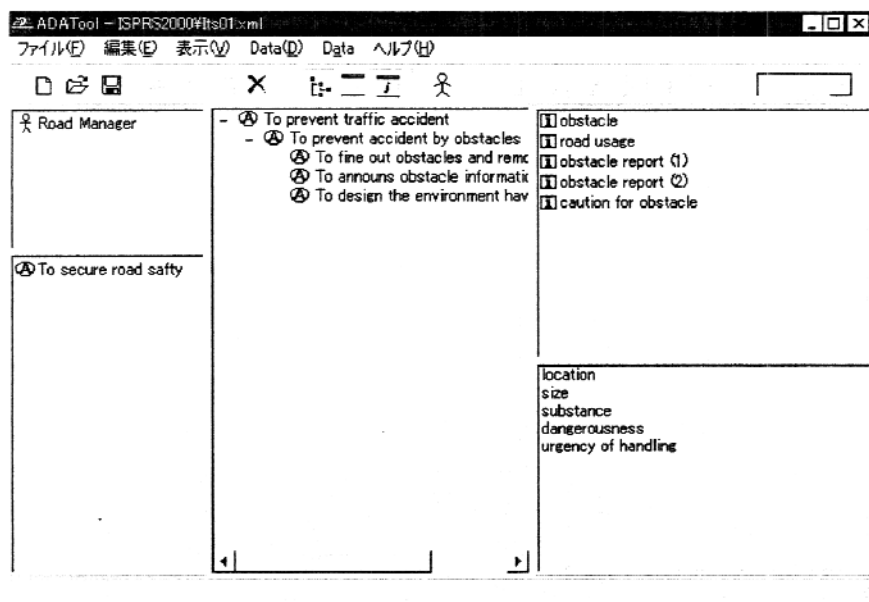 ADATool - ISPRS2000¥Its01.xml
ファイル(F) 編集(E) 表示(V) Data(D) Data ヘルプ(H)
Road Manager
To secure road safty
To prevent traffic accident
To prevent accident by obstacles
To fine out obstacles and remc
To announs obstacle informatic
To design the environment hav
obstacle
road usage
obstacle report (1)
obstacle report (2)
caution for obstacle
location
size
substance
dangerousness
urgency of handling